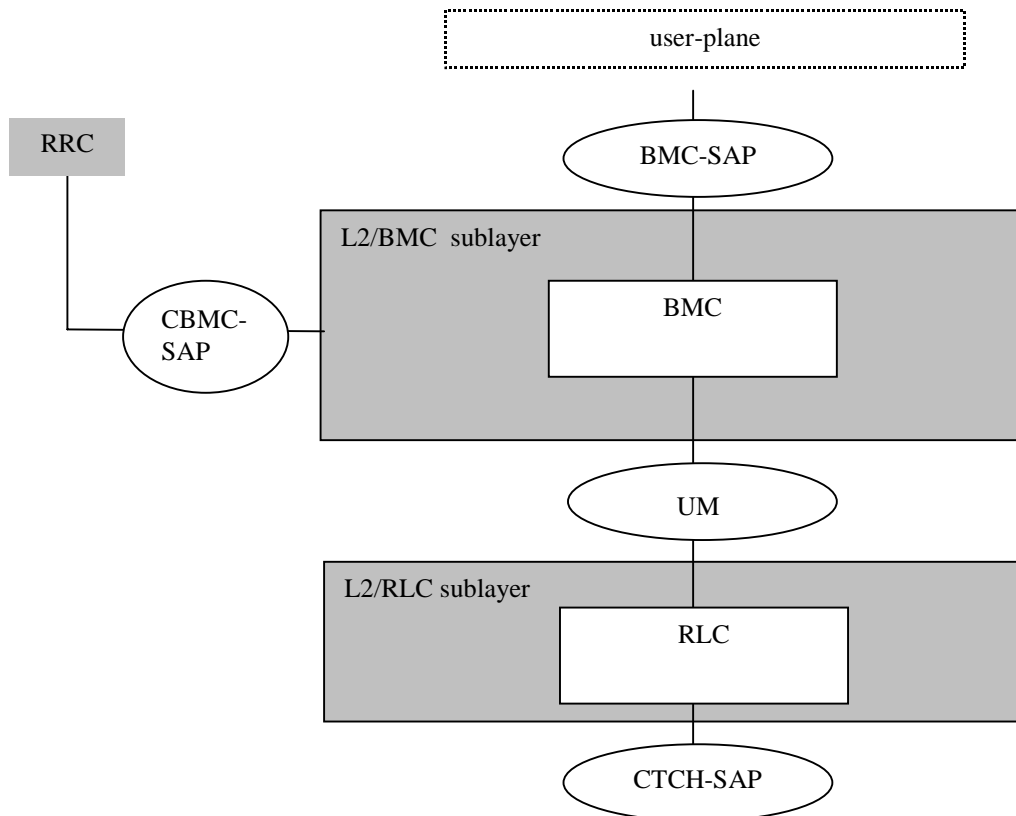 user-plane
RRC
BMC-SAP
L2/BMC sublayer
BMC
CBMC-
SAP
UM
L2/RLC sublayer
RLC
CTCH-SAP